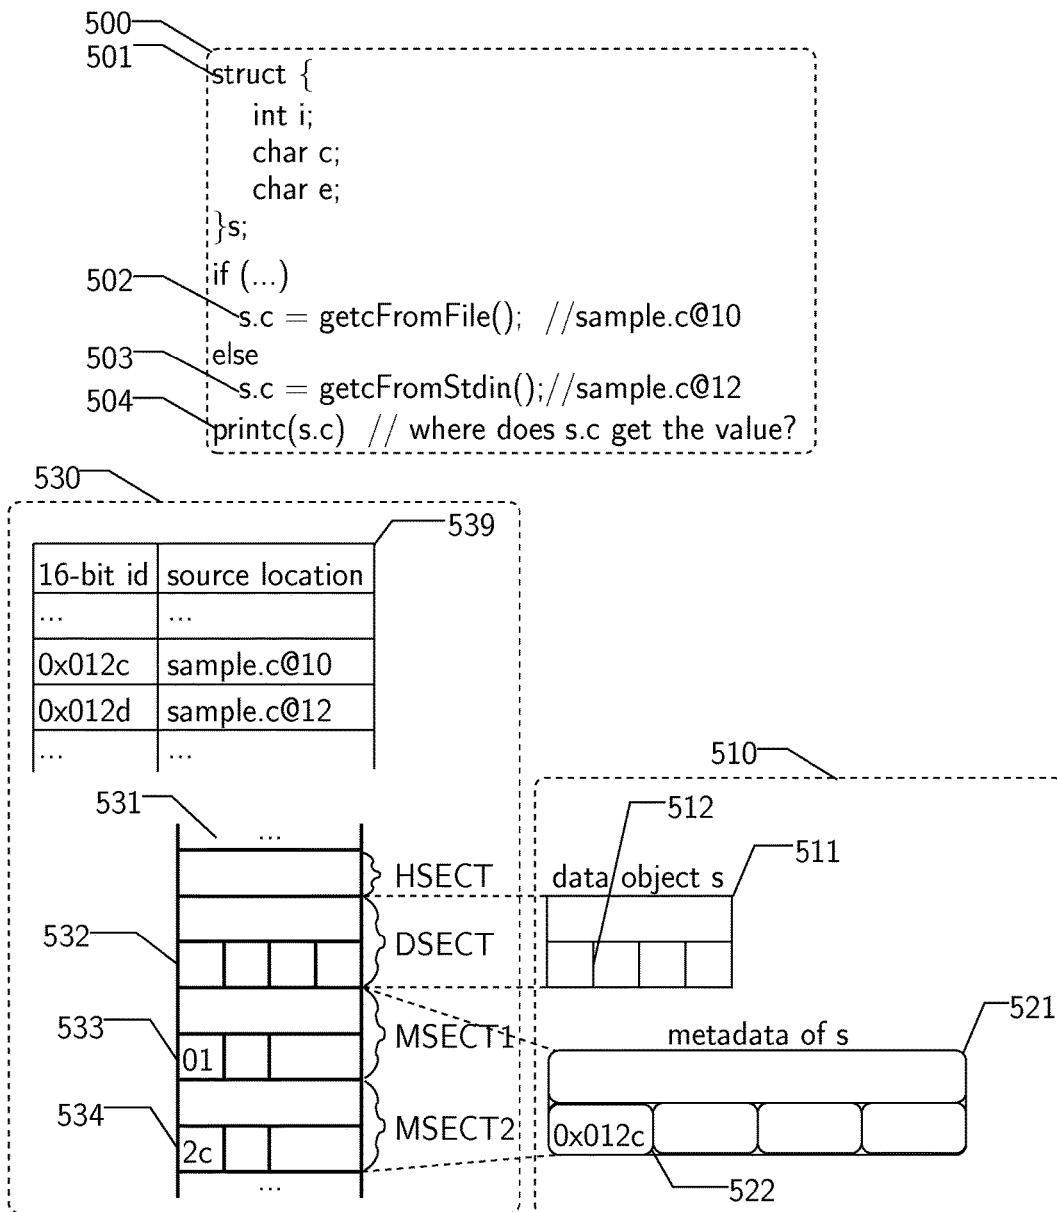 500
501
struct {
int i;
char c;
char e;
}s;
if (...)
502
s.c = getcFromFile(); //sample.c@10
else
503
s.c = getcFromStdin();//sample.c@12
504
printc(s.c) // where does s.c get the value?
530
539
16-bit id source location
... ...
0x012c sample.c@10
0x012d sample.c@12
... ...
510
531
...
512
511
HSECT
data object s
532
DSECT
533
01
MSECT1
metadata of s
521
534
2c
MSECT2
0x012c
522
...